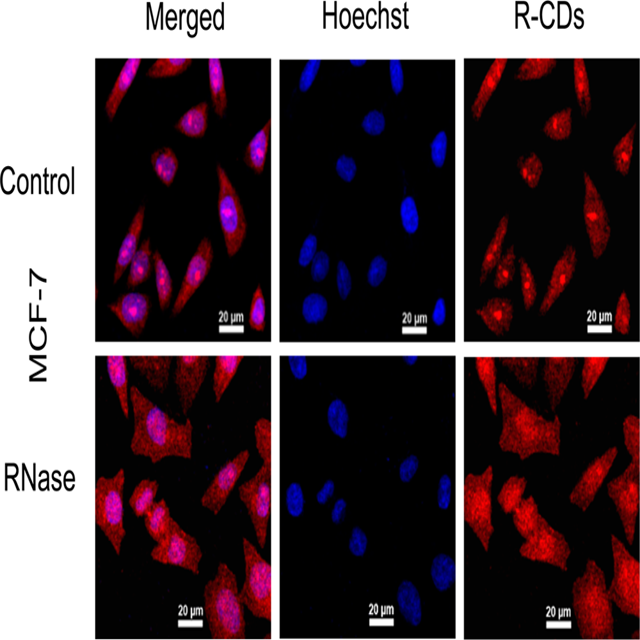 Merged Hoechst R-CDs
Control
20 µm 20 µm 20 µm
MCF-7
RNase
20 µm 20 µm 20 µm